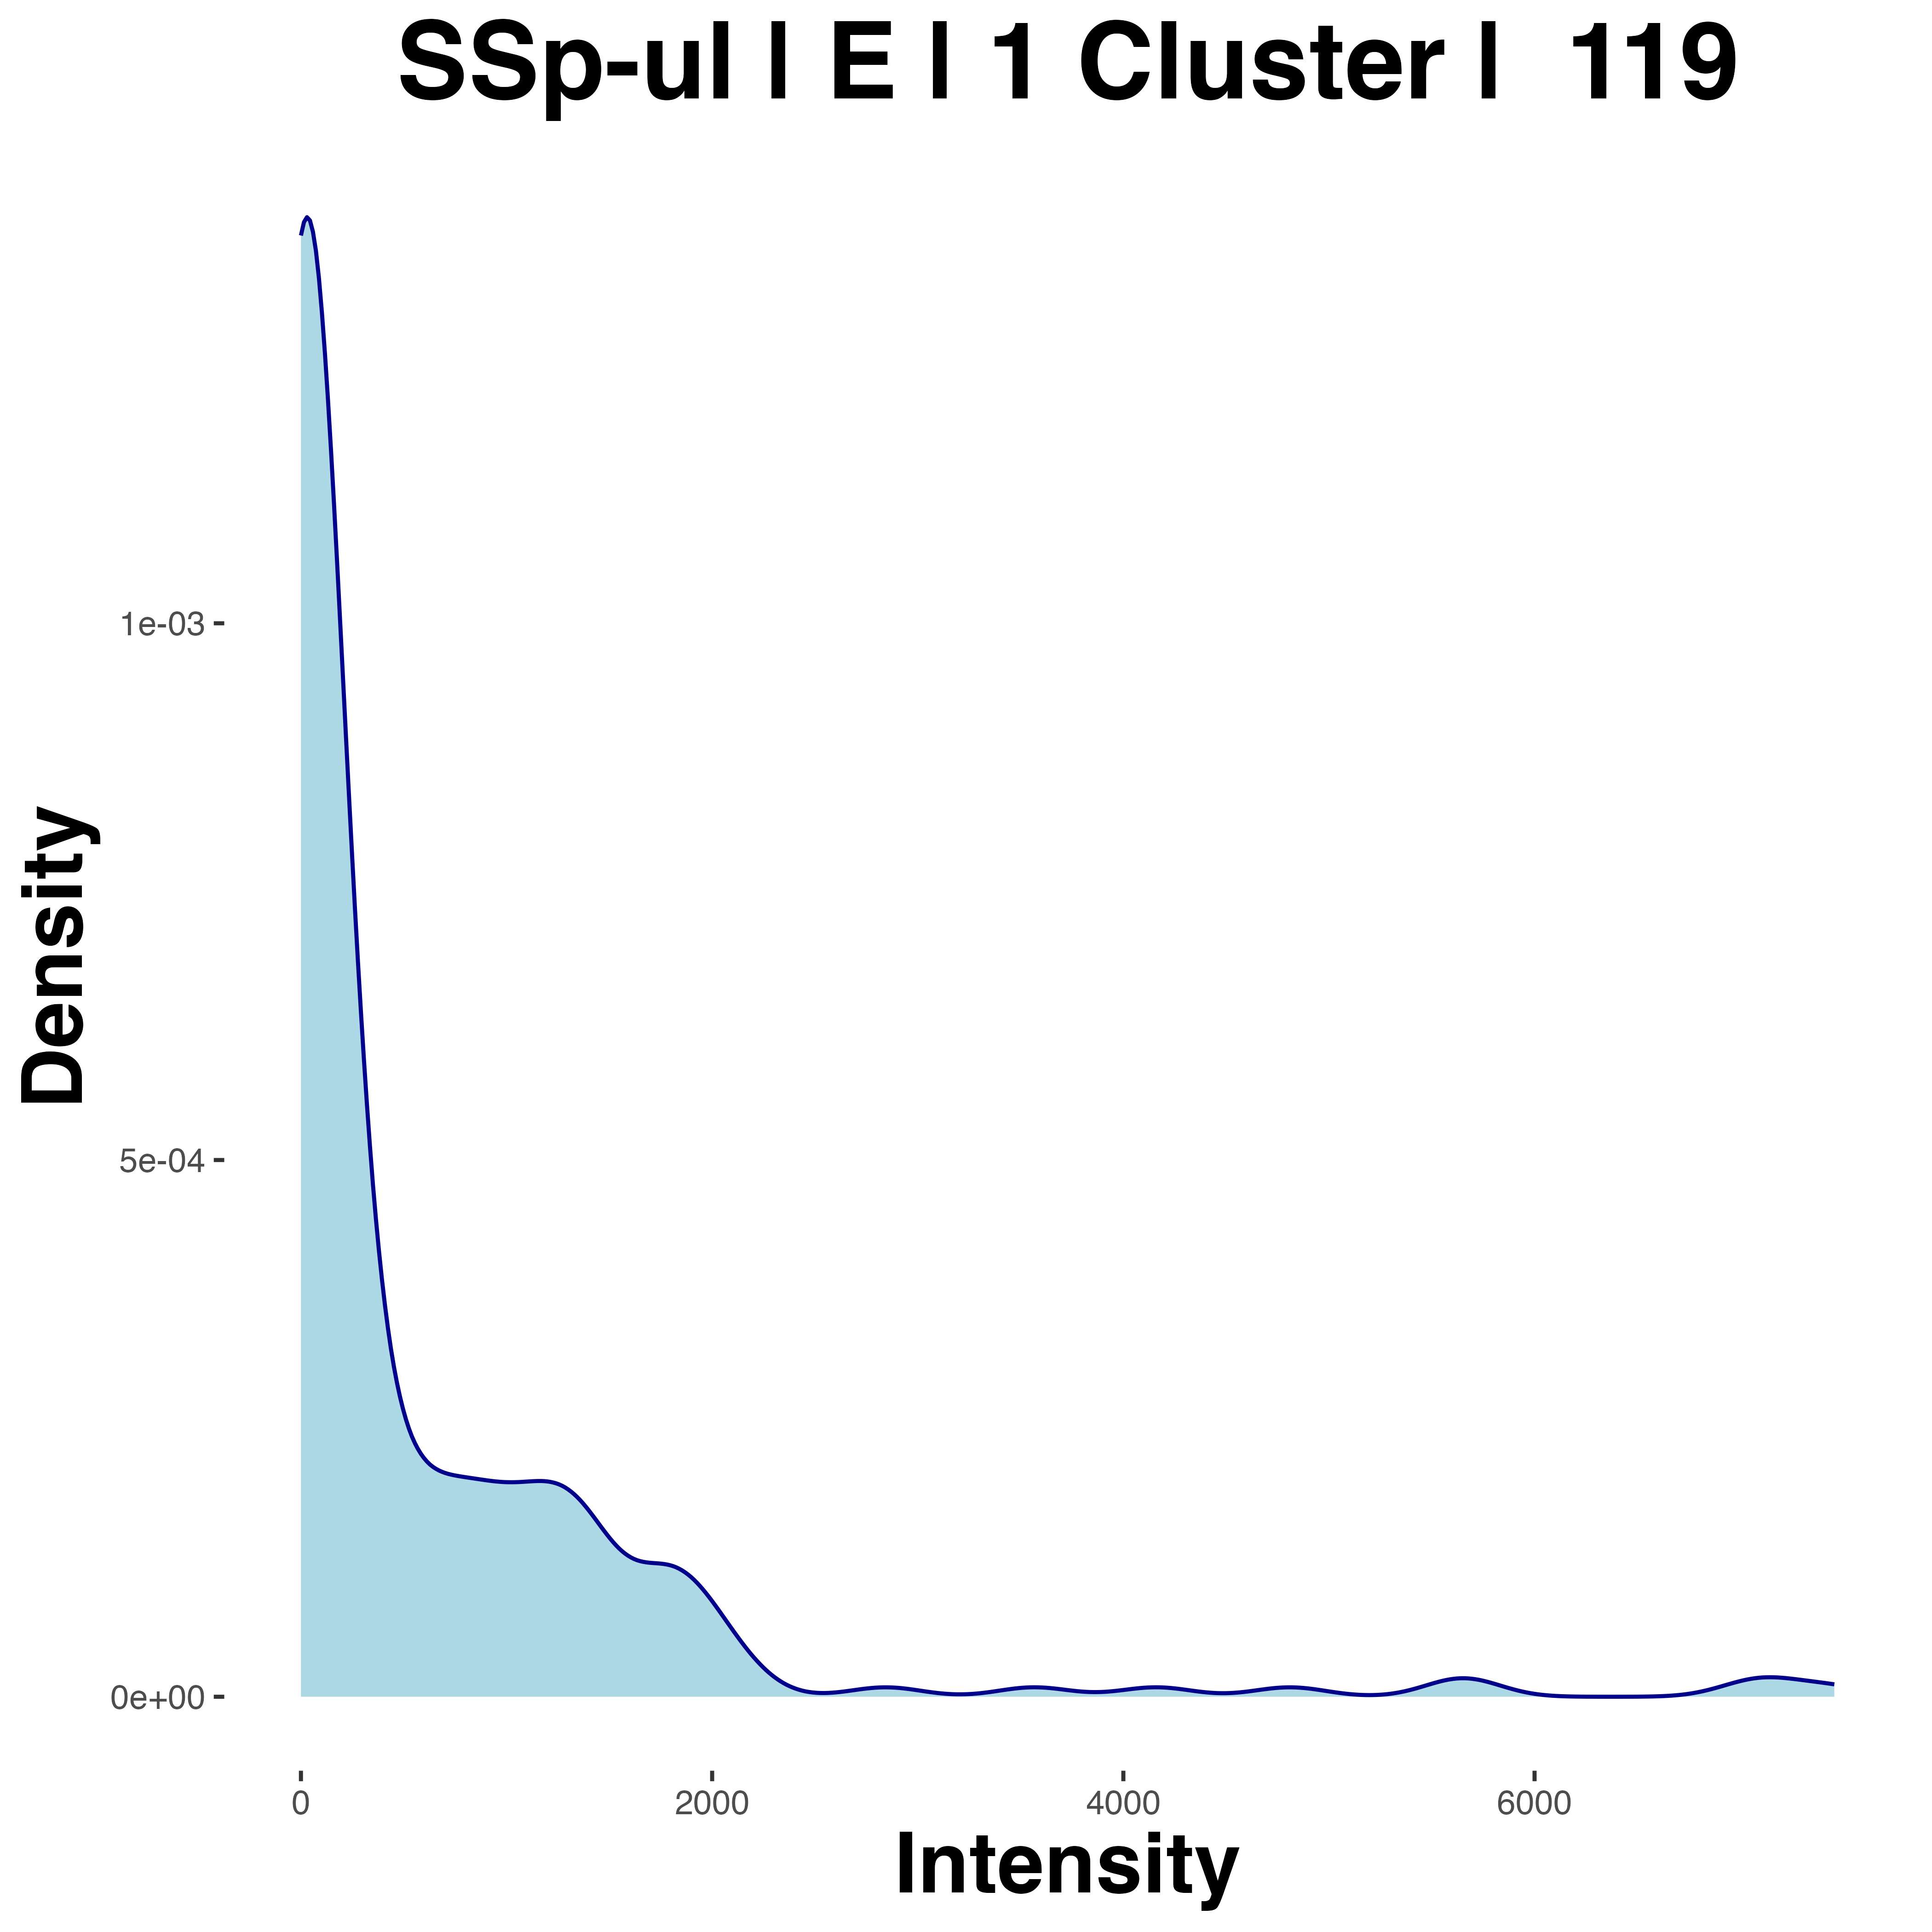 SSp-ul | E | 1 Cluster |  119
Density
1e-03
5e-04
0e+00
0
2000
4000
6000
Intensity